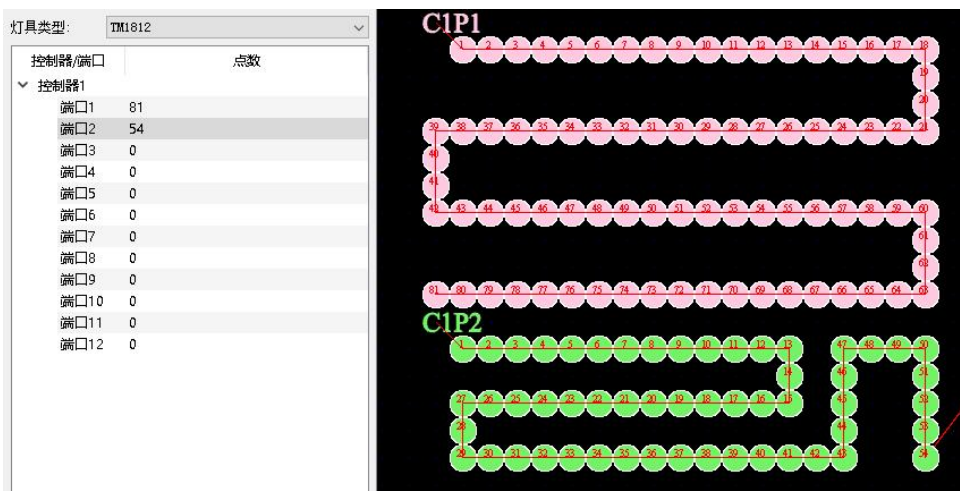 灯具类型: TM1812
控制器/端口 点数
控制器1
端口1 81
端口2 54
端口3 0
端口4 0
端口5 0
端口6 0
端口7 0
端口8 0
端口9 0
端口10 0
端口11 0
端口12 0
C1P1
1 2 3 4 5 6 7 8 9 10 11 12 13 14 15 16 17 18
19
20
39 38 37 36 35 34 33 32 31 30 29 28 27 26 25 24 23 22 21
40
41
42 43 44 45 46 47 48 49 50 51 52 53 54 55 56 57 58 59 60
61
62
81 80 79 78 77 76 75 74 73 72 71 70 69 68 67 66 65 64 63
C1P2
1 2 3 4 5 6 7 8 9 10 11 12 13 47 48 49 50
14 46 51
27 26 25 24 23 22 21 20 19 18 17 16 15 45 52
28 44 53
29 30 31 32 33 34 35 36 37 38 39 40 41 42 43 54